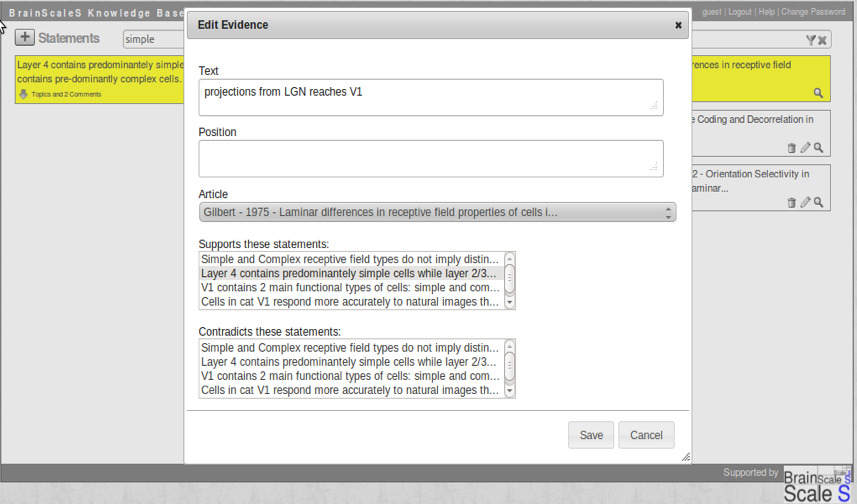 BrainScaleS Knowledge Base
guest | Logout | Help | Change Password
Edit Evidence
+ Statements
simple
Layer 4 contains predominantely simple
contains pre-dominantly complex cells.
Topics and 2 Comments
Text
projections from LGN reaches V1
Position
Article
Gilbert - 1975 - Laminar differences in receptive field properties of cells i...
Supports these statements:
Simple and Complex receptive field types do not imply distin...
Layer 4 contains predominantely simple cells while layer 2/3...
V1 contains 2 main functional types of cells: simple and com...
Cells in cat V1 respond more accurately to natural images th...
Contradicts these statements:
Simple and Complex receptive field types do not imply distin...
Layer 4 contains predominantely simple cells while layer 2/3...
V1 contains 2 main functional types of cells: simple and com...
Cells in cat V1 respond more accurately to natural images th...
Save Cancel
rences in receptive field
e Coding and Decorrelation in
2 - Orientation Selectivity in
aminar...
Supported by
BrainScaleS
Scale S